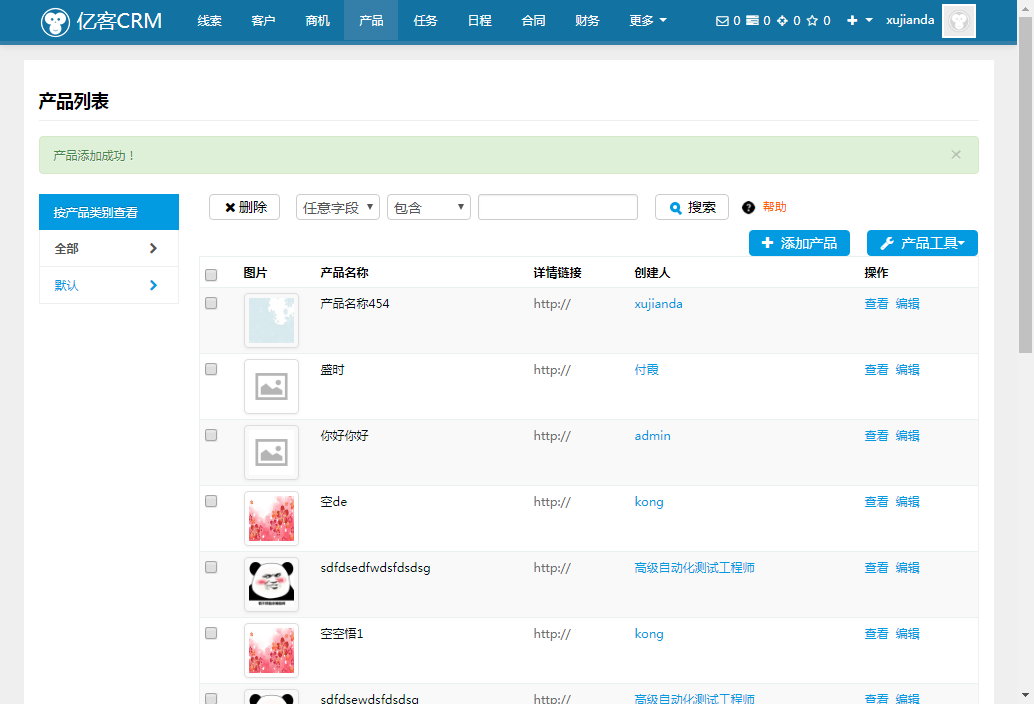 亿客CRM 线索 客户 商机 产品 任务 日程 合同 财务 更多 0 0 0 0 xujianda
产品列表
产品添加成功！ ×
按产品类别查看
全部
默认
删除 任意字段 包含 搜索 帮助
添加产品 产品工具
图片 产品名称 详情链接 创建人 操作
产品名称454 http:// xujianda 查看 编辑
盛时 http:// 付霞 查看 编辑
你好你好 http:// admin 查看 编辑
空de http:// kong 查看 编辑
sdfdsedfwdsfdsdsg http:// 高级自动化测试工程师 查看 编辑
空空悟1 http:// kong 查看 编辑
sdfdsewdsfdsdsg http:// 高级自动化测试工程师 查看 编辑